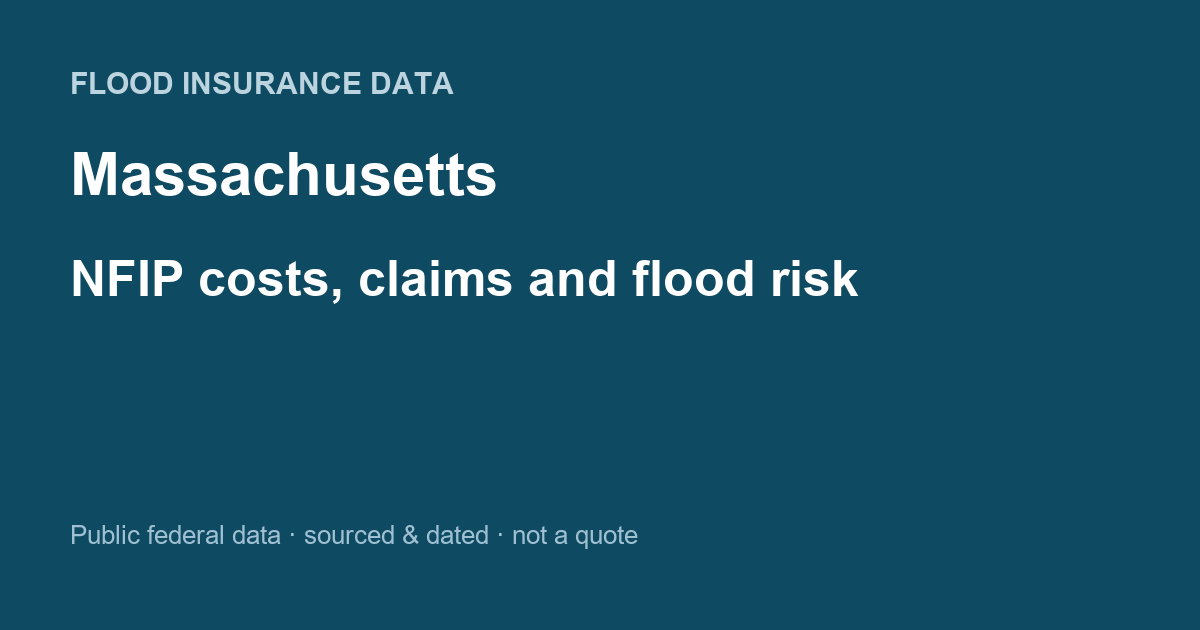 FLOOD INSURANCE DATA
Massachusetts
NFIP costs, claims and flood risk
Public federal data · sourced & dated · not a quote